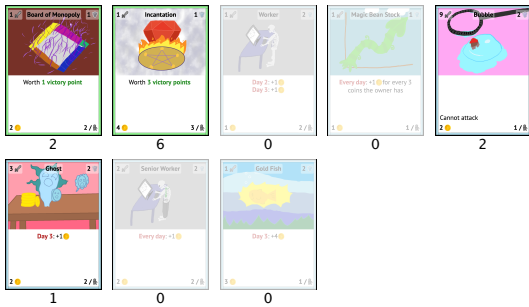 1 Board of Monopoly 1
Worth 1 victory point
2 2/
2
1 Incantation 1
Worth 3 victory points
4 3/
6
1 Worker 2
Day 2: +1
Day 3: +1
1 2/
0
1 Magic Bean Stock 2
Every day: +1 for every 3
coins the owner has
1 1/
0
9 Bubble 2
Cannot attack
2 1/
2
3 Ghost 2
Day 3: +1
2 2/
1
Senior Worker
Every day: +1
2 2/
0
1 Gold Fish 2
Day 3: +4
3 1/
0